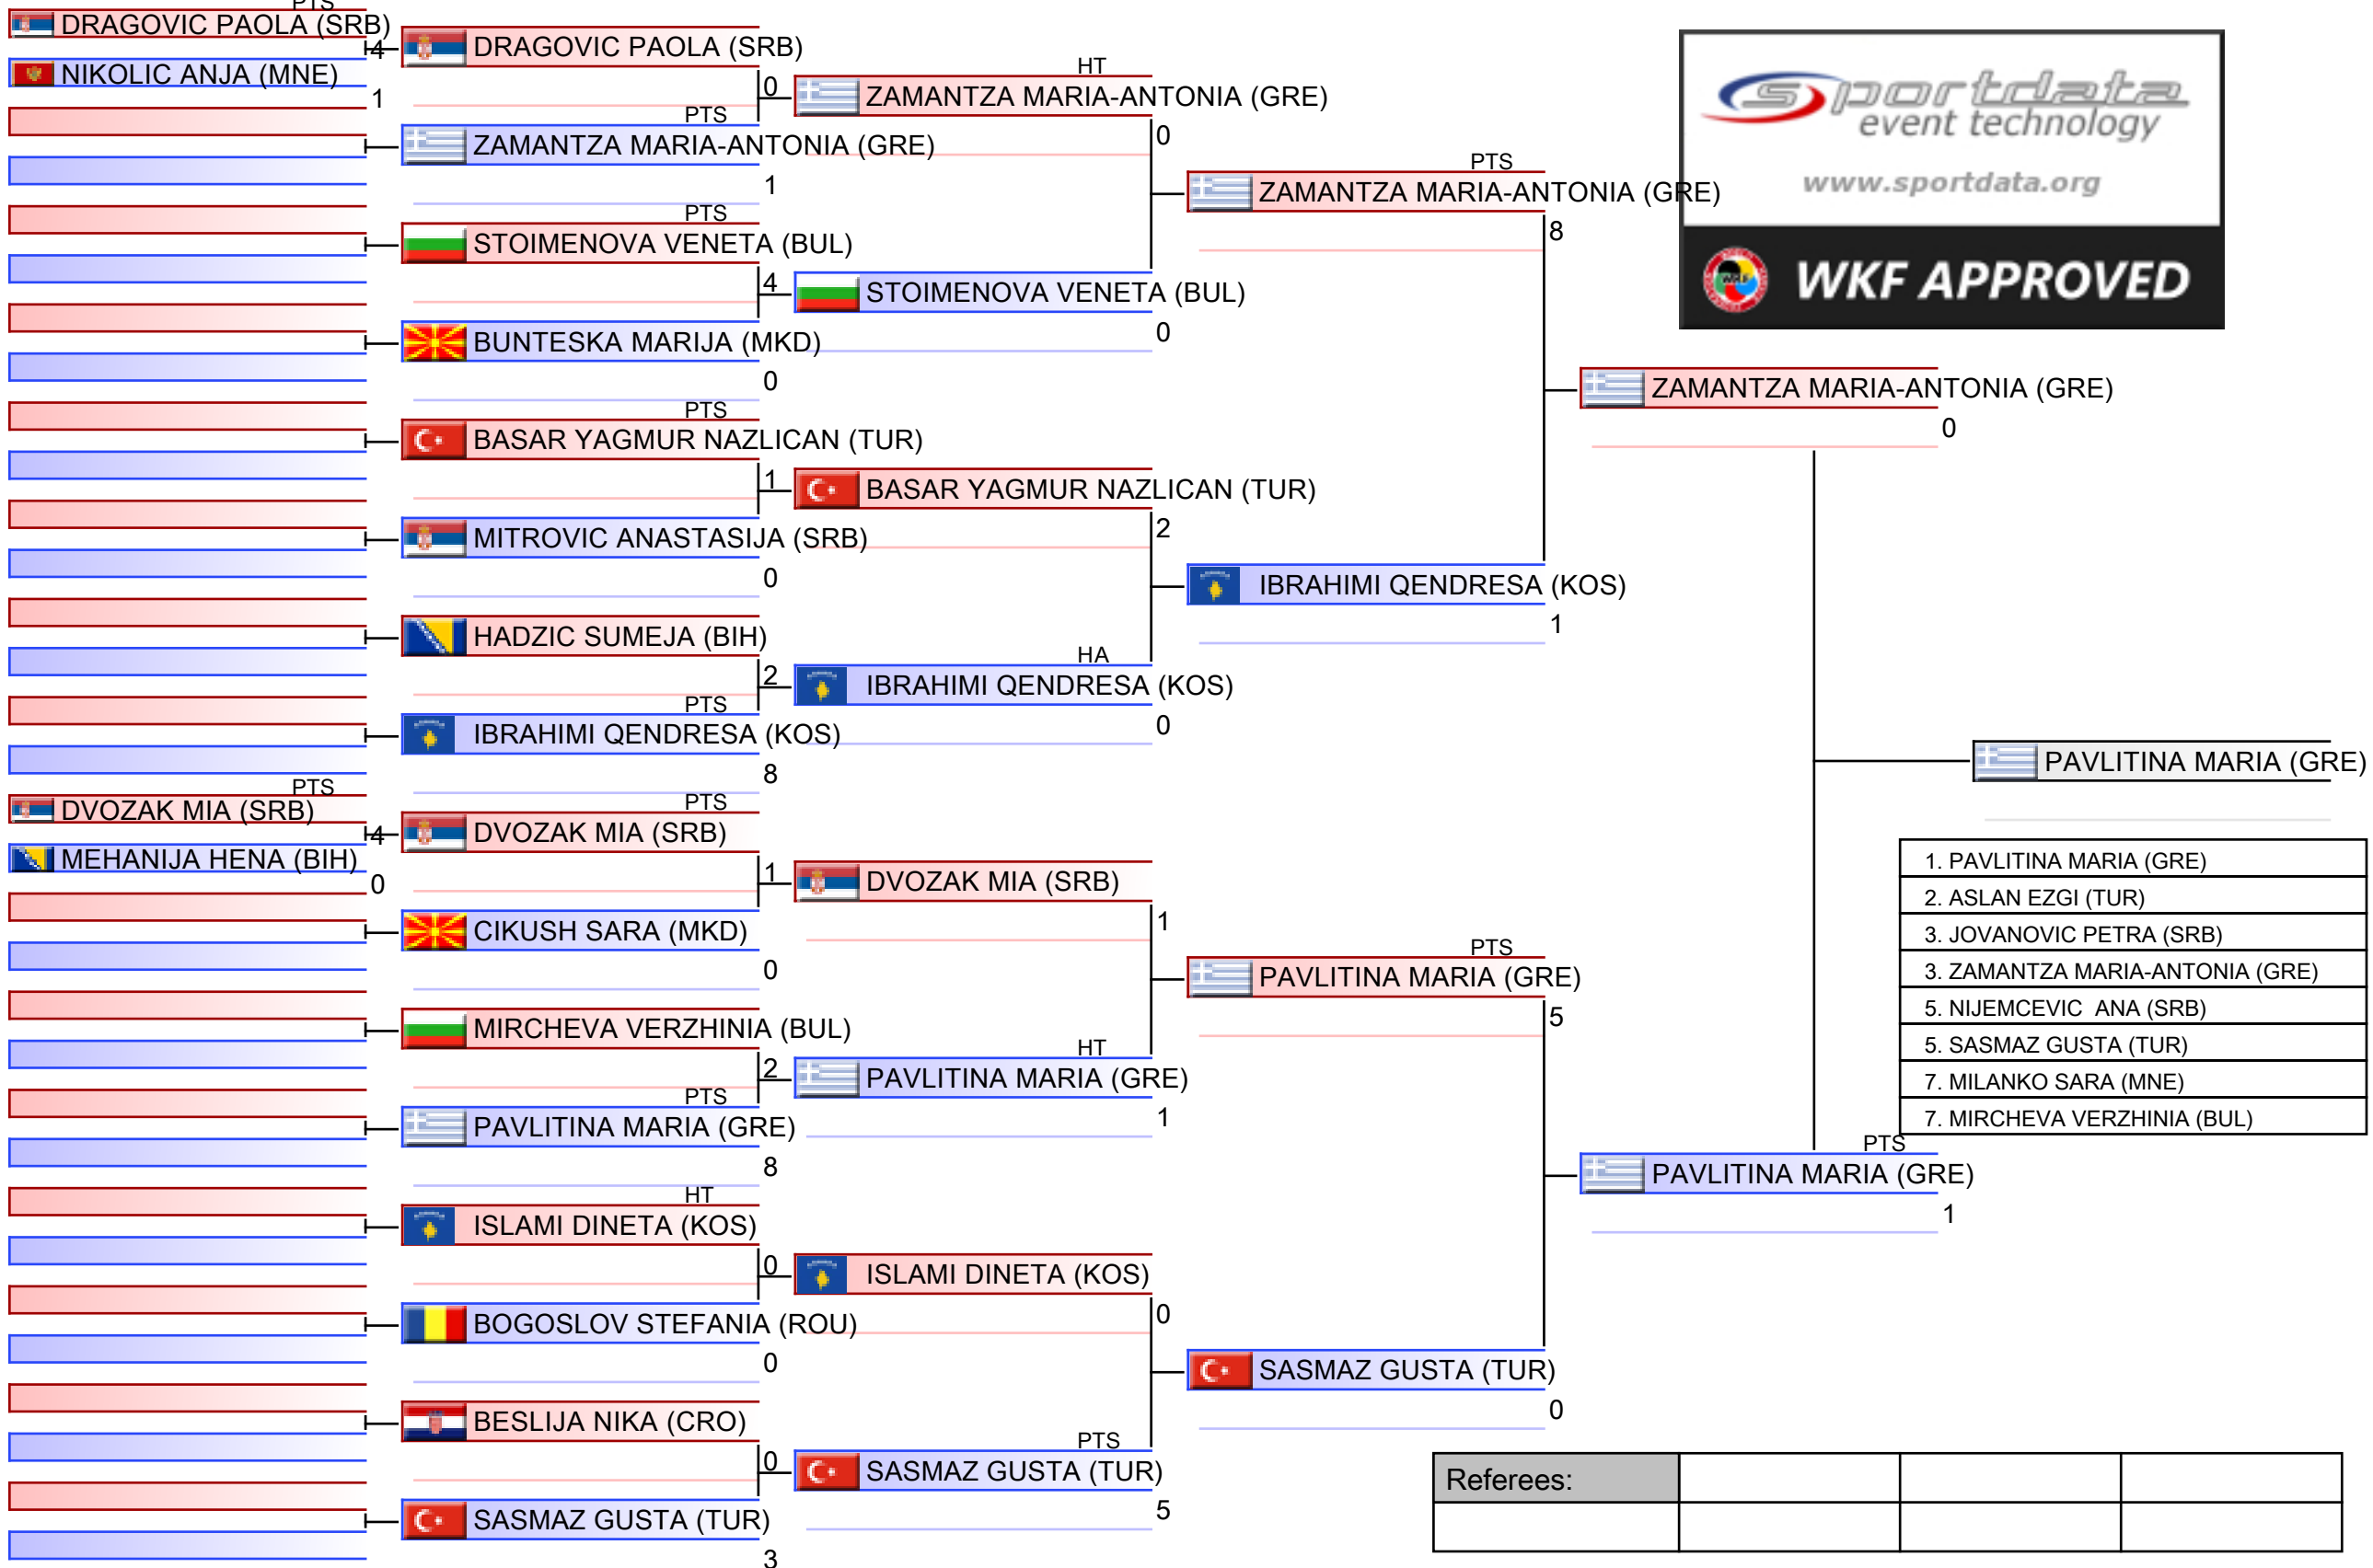 PTS
DRAGOVIC PAOLA (SRB)
4
NIKOLIC ANJA (MNE)
1
PTS
DVOZAK MIA (SRB)
4
MEHANIJA HENA (BIH)
0
DRAGOVIC PAOLA (SRB)
0
PTS
ZAMANTZA MARIA-ANTONIA (GRE)
1
PTS
STOIMENOVA VENETA (BUL)
4
BUNTESKA MARIJA (MKD)
0
PTS
BASAR YAGMUR NAZLICAN (TUR)
1
MITROVIC ANASTASIJA (SRB)
0
HADZIC SUMEJA (BIH)
2
PTS
IBRAHIMI QENDRESA (KOS)
8
PTS
DVOZAK MIA (SRB)
1
CIKUSH SARA (MKD)
0
MIRCHEVA VERZHINIA (BUL)
2
PTS
PAVLITINA MARIA (GRE)
8
HT
ISLAMI DINETA (KOS)
0
BOGOSLOV STEFANIA (ROU)
0
BESLIJA NIKA (CRO)
0
SASMAZ GUSTA (TUR)
3
HT
ZAMANTZA MARIA-ANTONIA (GRE)
0
STOIMENOVA VENETA (BUL)
0
BASAR YAGMUR NAZLICAN (TUR)
2
HA
IBRAHIMI QENDRESA (KOS)
0
DVOZAK MIA (SRB)
1
HT
PAVLITINA MARIA (GRE)
1
ISLAMI DINETA (KOS)
0
PTS
SASMAZ GUSTA (TUR)
5
PTS
ZAMANTZA MARIA-ANTONIA (GRE)
8
IBRAHIMI QENDRESA (KOS)
1
PTS
PAVLITINA MARIA (GRE)
5
SASMAZ GUSTA (TUR)
0
sportdata
event technology
www.sportdata.org
WKF APPROVED
ZAMANTZA MARIA-ANTONIA (GRE)
0
PTS
PAVLITINA MARIA (GRE)
1
PAVLITINA MARIA (GRE)
1. PAVLITINA MARIA (GRE)
2. ASLAN EZGI (TUR)
3. JOVANOVIC PETRA (SRB)
3. ZAMANTZA MARIA-ANTONIA (GRE)
5. NIJEMCEVIC  ANA (SRB)
5. SASMAZ GUSTA (TUR)
7. MILANKO SARA (MNE)
7. MIRCHEVA VERZHINIA (BUL)
Referees: